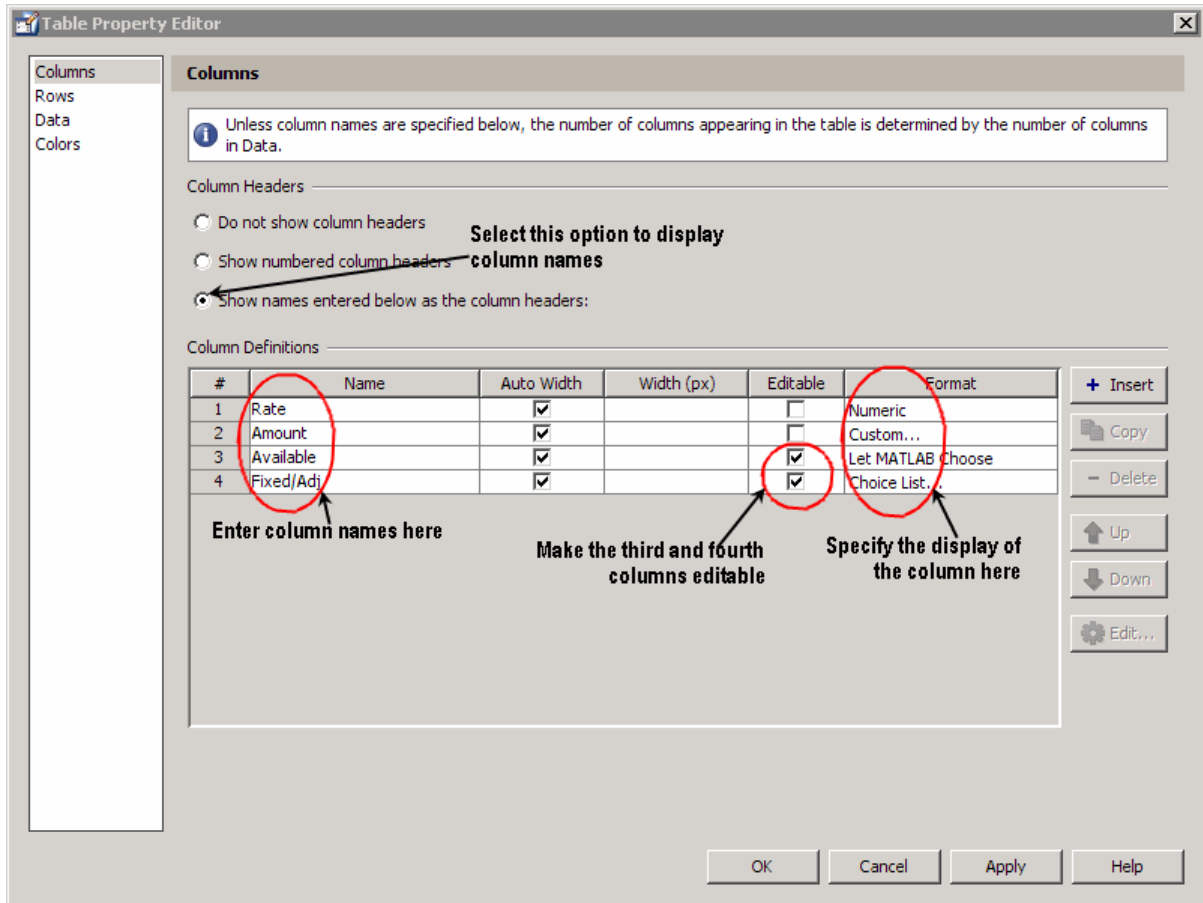 Table Property Editor
Columns
Rows
Data
Colors
Columns
Unless column names are specified below, the number of columns appearing in the table is determined by the number of columns
in Data.
Column Headers
Do not show column headers
Select this option to display
column names
Show numbered column headers
Show names entered below as the column headers:
Column Definitions
# Name Auto Width Width (px) Editable Format
1 Rate Numeric
2 Amount Custom...
3 Available Let MATLAB Choose
4 Fixed/Adj Choice List...
Enter column names here
Make the third and fourth
columns editable
Specify the display of
the column here
+ Insert
Copy
- Delete
Up
Down
Edit...
OK Cancel Apply Help